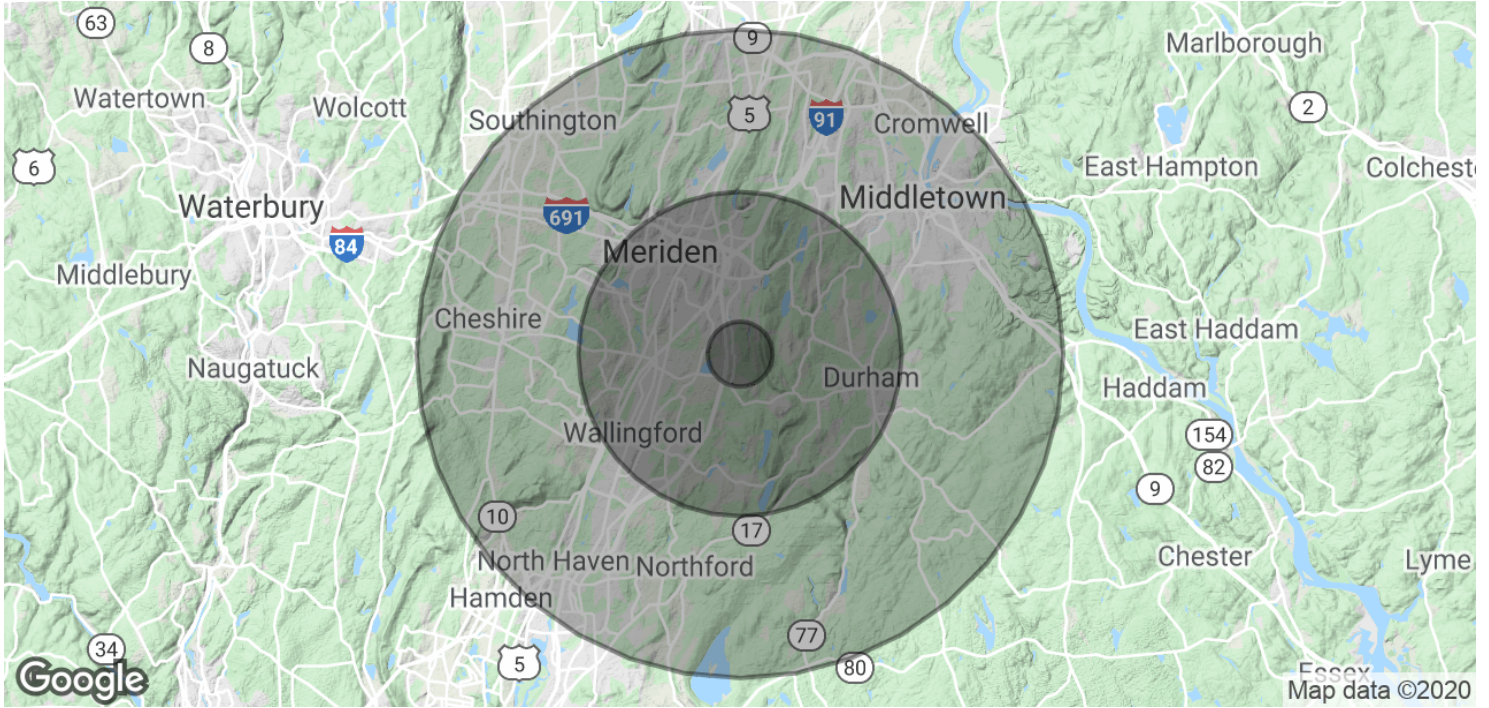 63
9
Marlborough
8
Watertown
Wolcott
2
Southington
5
91
Cromwell
6
East Hampton
Colchest
Waterbury
Middletown
691
84
Meriden
Middlebury
Cheshire
East Haddam
Naugatuck
Durham
Haddam
Wallingford
154
82
9
10
17
North Haven
Northford
Chester
Lyme
Hamden
77
34
5
80
Essex
Google
Map data ©2020